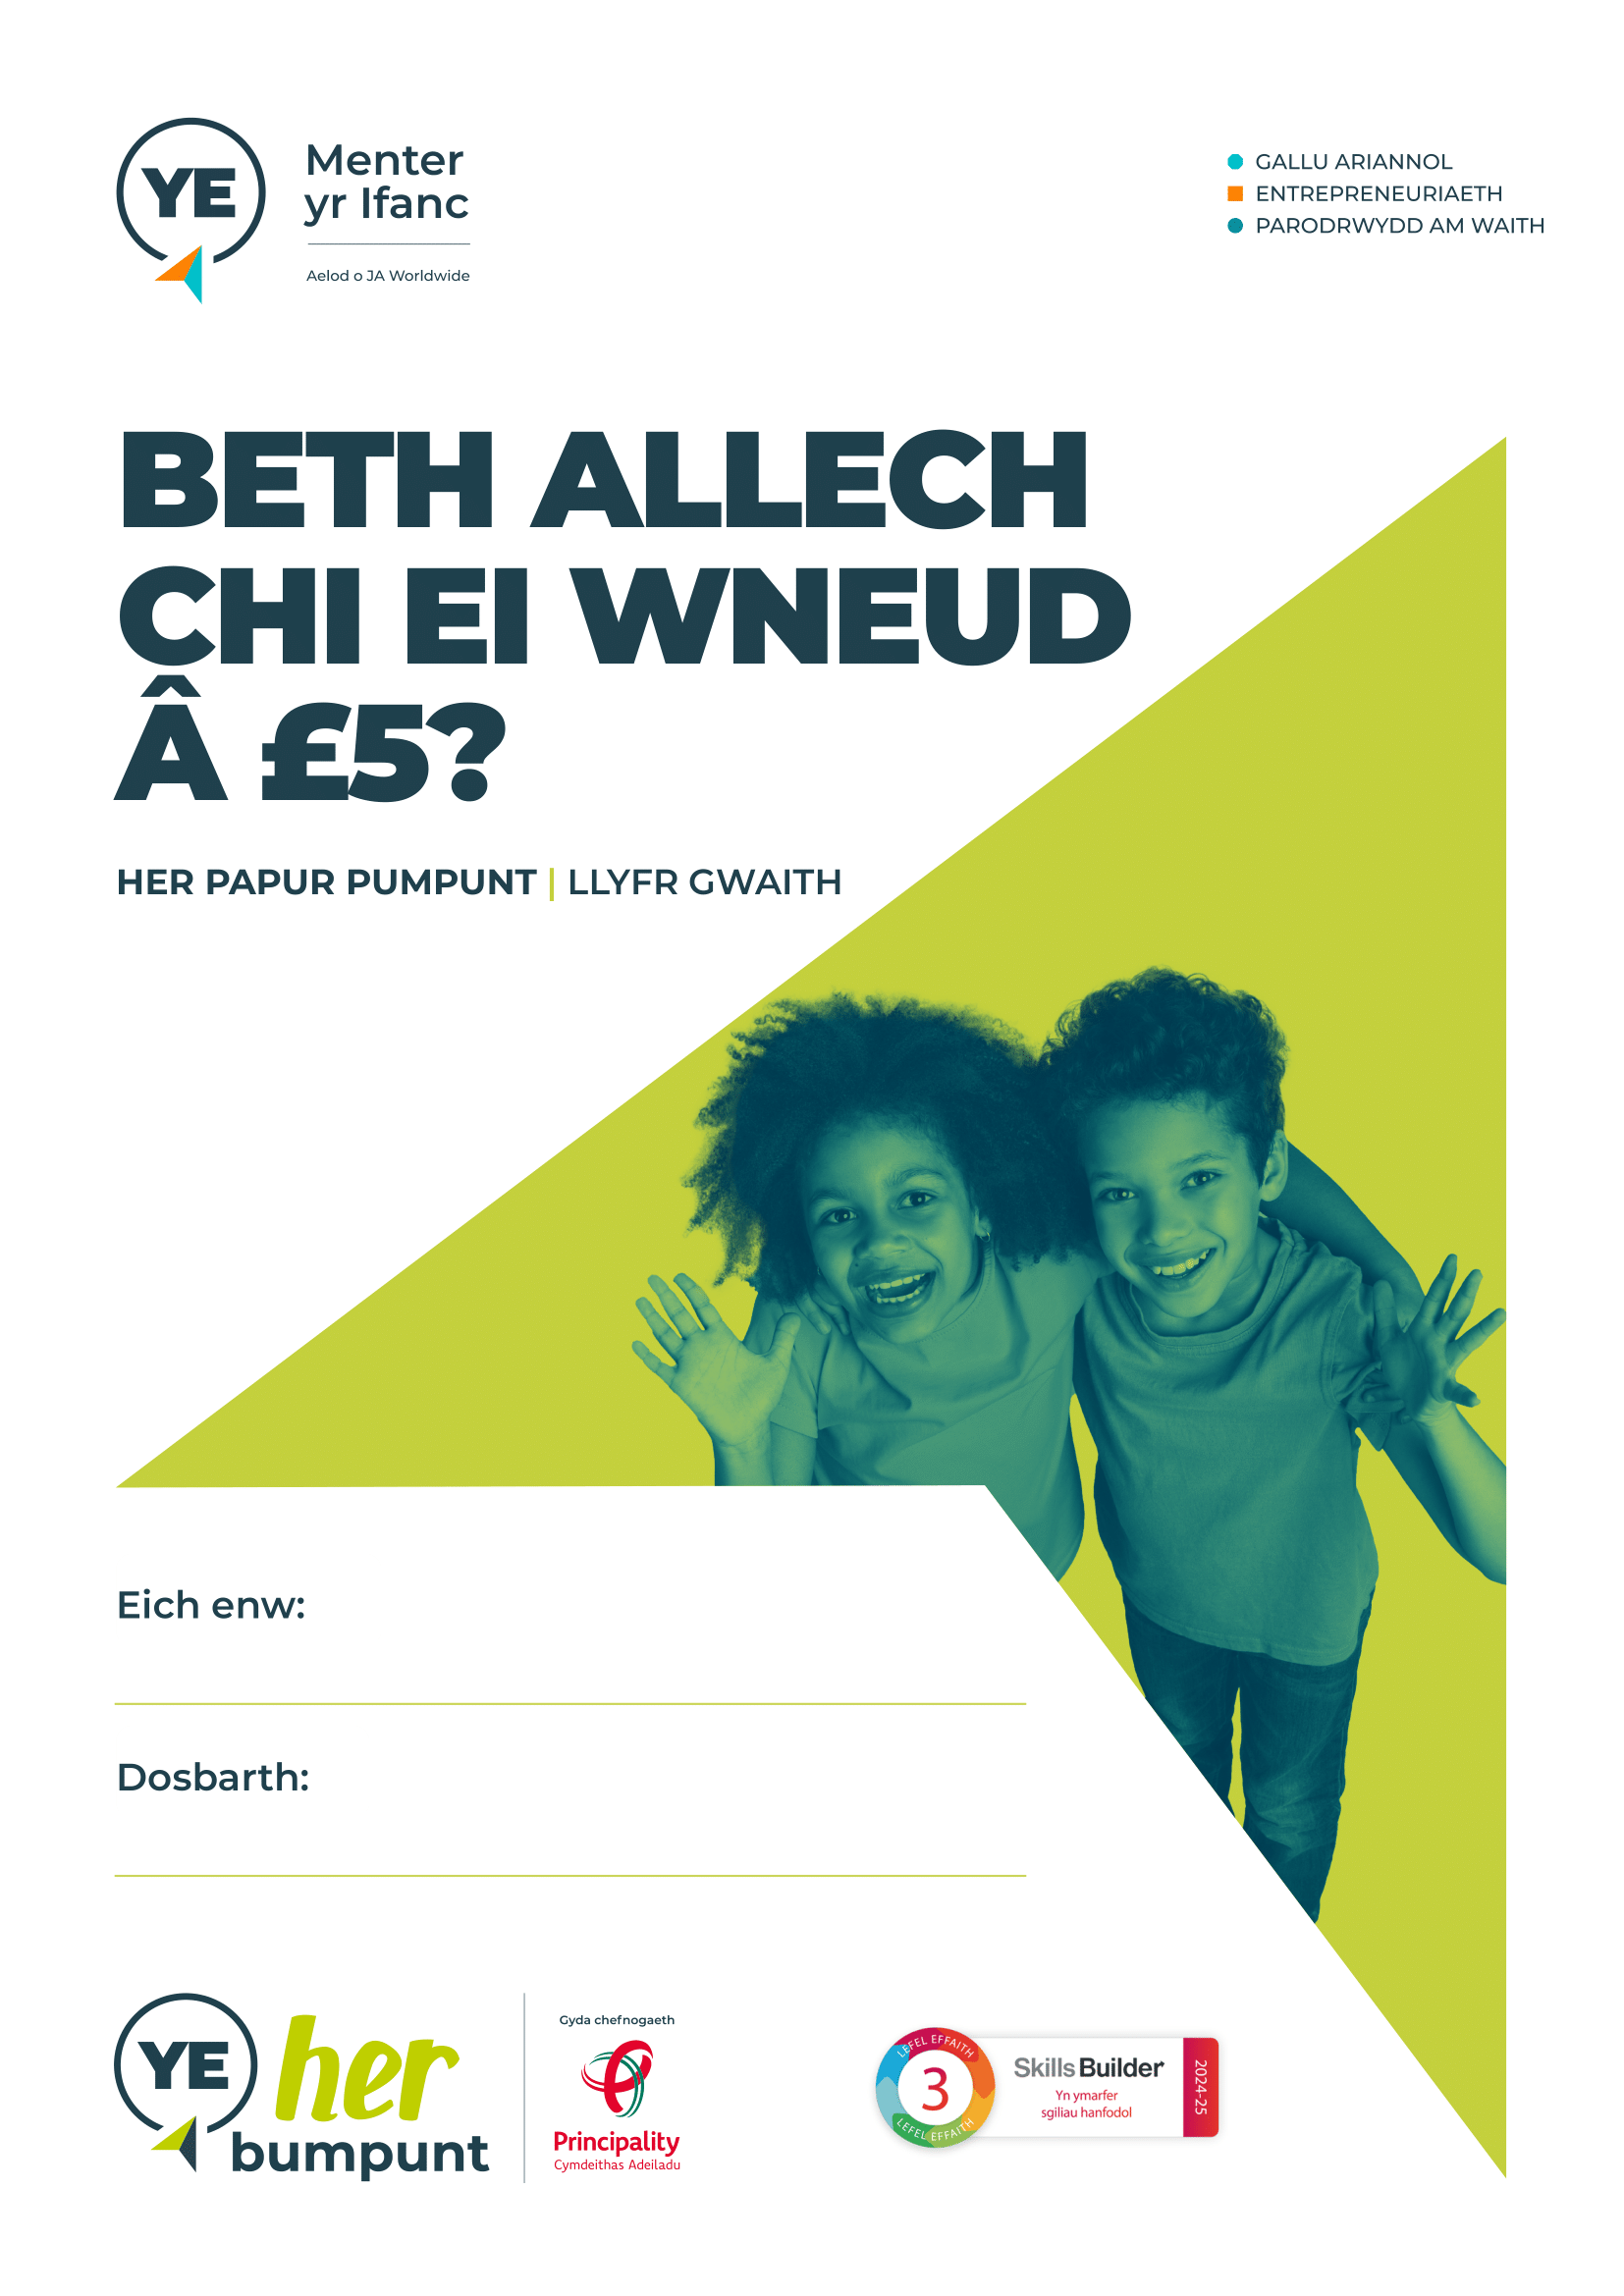 YE
Menter
yr Ifanc
Aelod o JA Worldwide
GALLU ARIANNOL
ENTREPRENEURIAETH
PARODRWYDD AM WAITH
BETH ALLECH
CHI EI WNEUD
Â £5?
HER PAPUR PUMPUNT | LLYFR GWAITH
Eich enw:
Dosbarth:
YE her
bumpunt
Gyda chefnogaeth
Principality
Cymdeithas Adeiladu
LEFEL EFFAITH
3
LEFEL EFFAITH
Skills Builder
Yn ymarfer
sgiliau hanfodol
2024-25